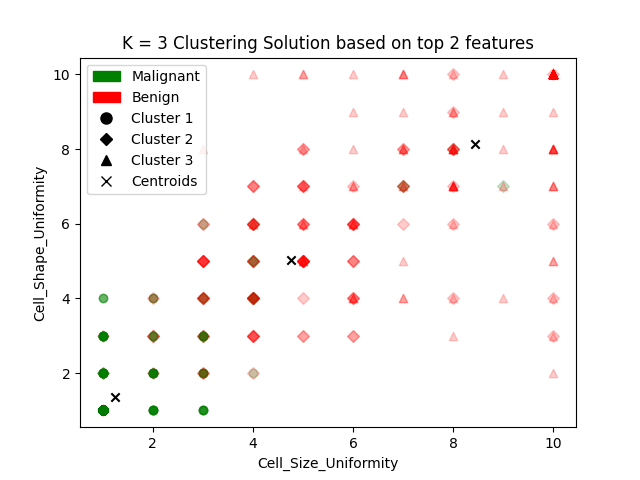 K = 3 Clustering Solution based on top 2 features
Malignant
Benign
Cluster 1
Cluster 2
Cluster 3
Centroids
Cell_Shape_Uniformity
10
8
6
4
2
2 4 6 8 10
Cell_Size_Uniformity